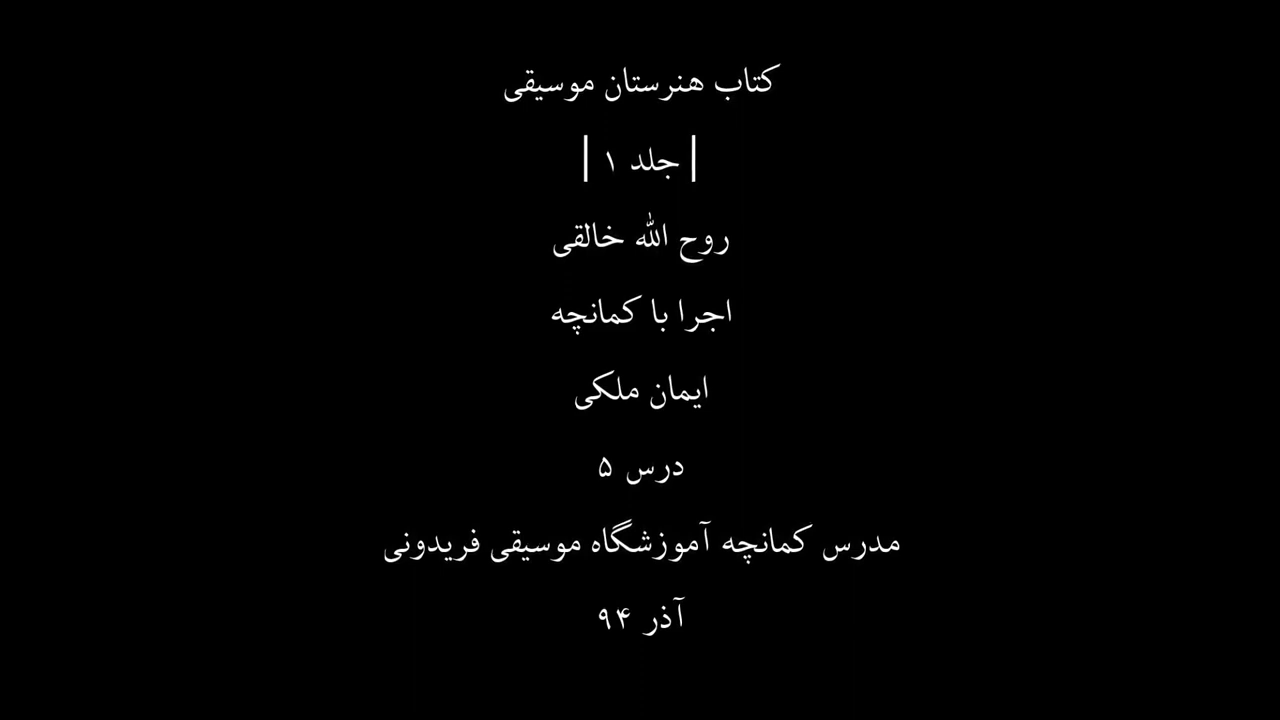 کتاب هنرستان موسیقی
| جلد ۱ |
روح الله خالقی
اجرا با کمانچه
ایمان ملکی
درس ۵
مدرس کمانچه آموزشگاه موسیقی فریدونی
آذر ۹۴